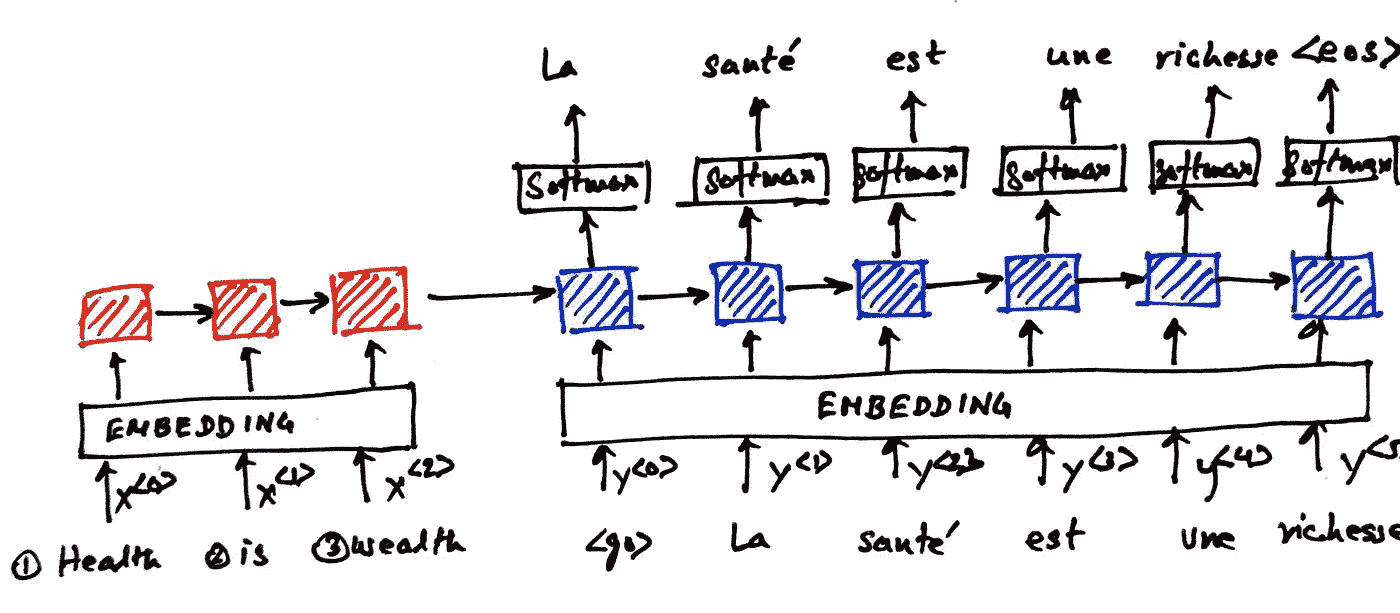 La santé est une richesse <eos>
Softmax Softmax Softmax Softmax Softmax Softmax
EMBEDDING EMBEDDING
x<0> x<1> x<2> y<0> y<1> y<2> y<3> y<4> y<5
① Health ② is ③ wealth <go> La santé est une richesse